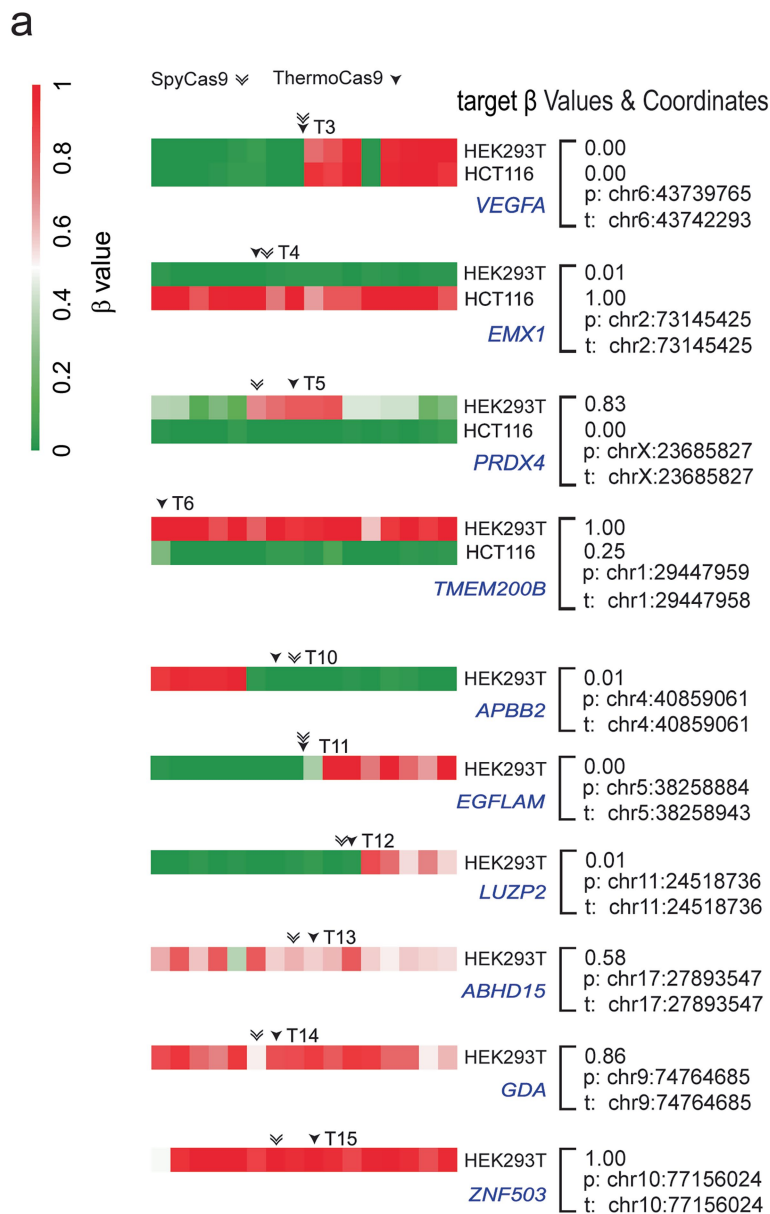 a
SpyCas9 ThermoCas9
target β Values & Coordinates
β value
0 0.2 0.4 0.6 0.8 1
T3
HEK293T 0.00
HCT116 0.00
VEGFA
p: chr6:43739765
t: chr6:43742293
T4
HEK293T 0.01
HCT116 1.00
EMX1
p: chr2:73145425
t: chr2:73145425
T5
HEK293T 0.83
HCT116 0.00
PRDX4
p: chrX:23685827
t: chrX:23685827
T6
HEK293T 1.00
HCT116 0.25
TMEM200B
p: chr1:29447959
t: chr1:29447958
T10
HEK293T 0.01
APBB2
p: chr4:40859061
t: chr4:40859061
T11
HEK293T 0.00
EGFLAM
p: chr5:38258884
t: chr5:38258943
T12
HEK293T 0.01
LUZP2
p: chr11:24518736
t: chr11:24518736
T13
HEK293T 0.58
ABHD15
p: chr17:27893547
t: chr17:27893547
T14
HEK293T 0.86
GDA
p: chr9:74764685
t: chr9:74764685
T15
HEK293T 1.00
ZNF503
p: chr10:77156024
t: chr10:77156024